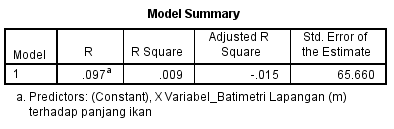 Model Summary
Model R R Square Adjusted R Square Std. Error of the Estimate
1 .097a .009 -.015 65.660
a. Predictors: (Constant), X Variabel_Batimetri Lapangan (m)
terhadap panjang ikan